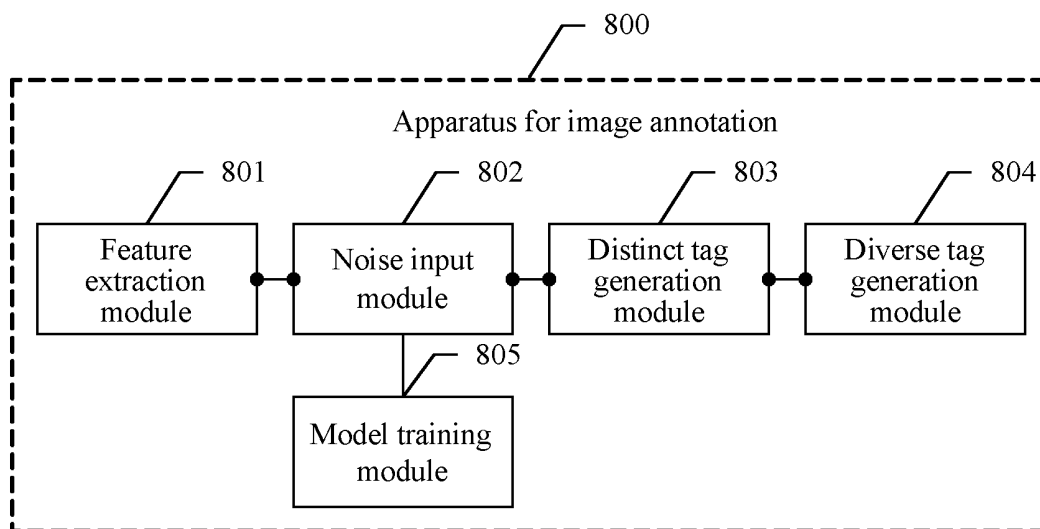 800
Apparatus for image annotation
801
802
803
804
Feature
extraction
module
Noise input
module
Distinct tag
generation
module
Diverse tag
generation
module
805
Model training
module